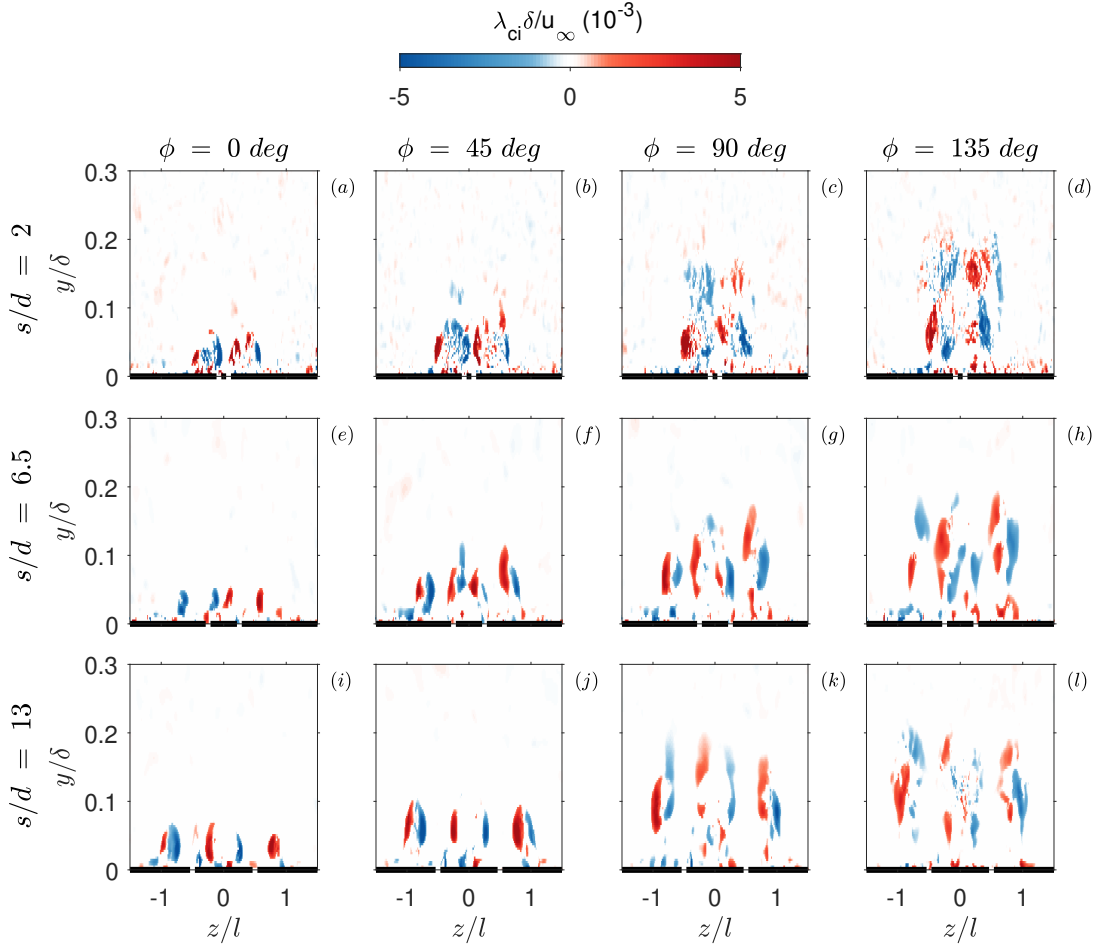 λciδ/u∞ (10-3)
-5 0 5
ϕ = 0 deg ϕ = 45 deg ϕ = 90 deg ϕ = 135 deg
s/d = 2
y/δ
0.3
0.2
0.1
0
(a) (b) (c) (d)
s/d = 6.5
y/δ
0.3
0.2
0.1
0
(e) (f) (g) (h)
s/d = 13
y/δ
0.3
0.2
0.1
0
(i) (j) (k) (l)
-1 0 1 -1 0 1 -1 0 1 -1 0 1
z/l z/l z/l z/l